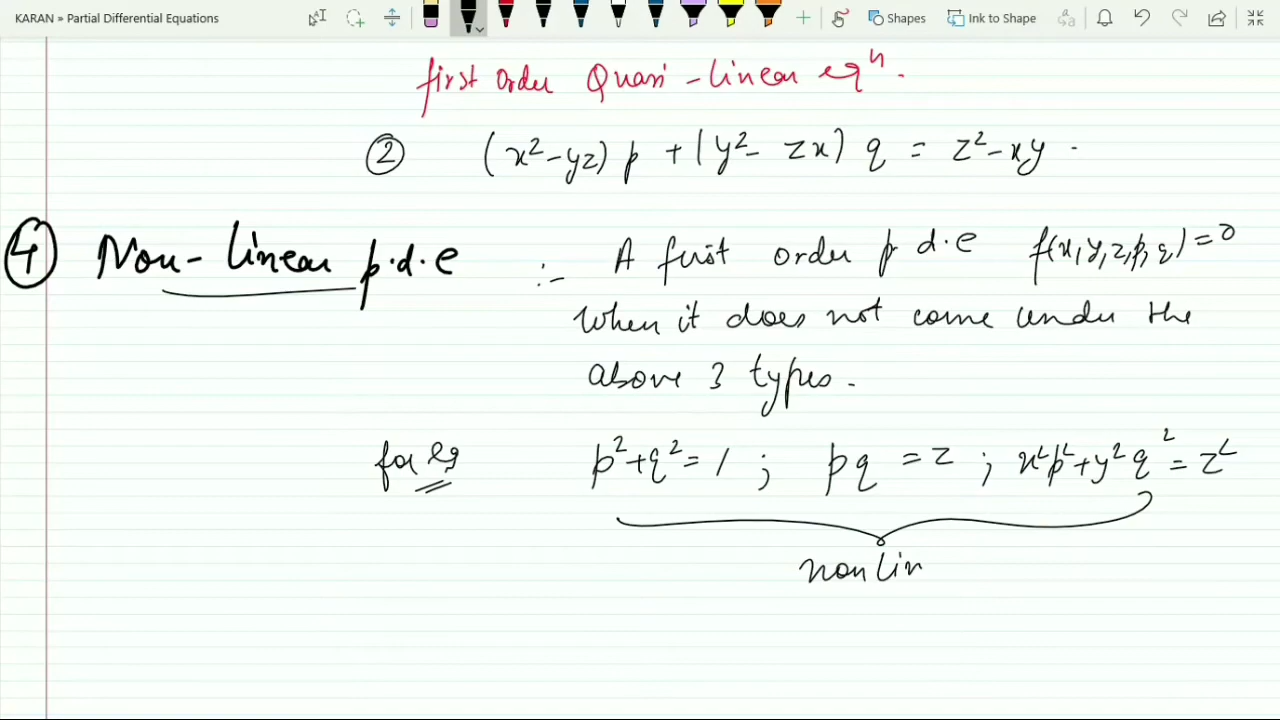 KARAN » Partial Differential Equations
Shapes
Ink to Shape
first order Quasi-linear eqⁿ.
② (x²-yz) p + (y²- zx) q = z²-xy .
④ Non-linear p.d.e :- A first order p d.e f(x,y,z,p,q)=0
when it does not come under the
above 3 types.
for eg p²+q²=1 ; pq = z ; x²p²+y²q²=z²
non lin